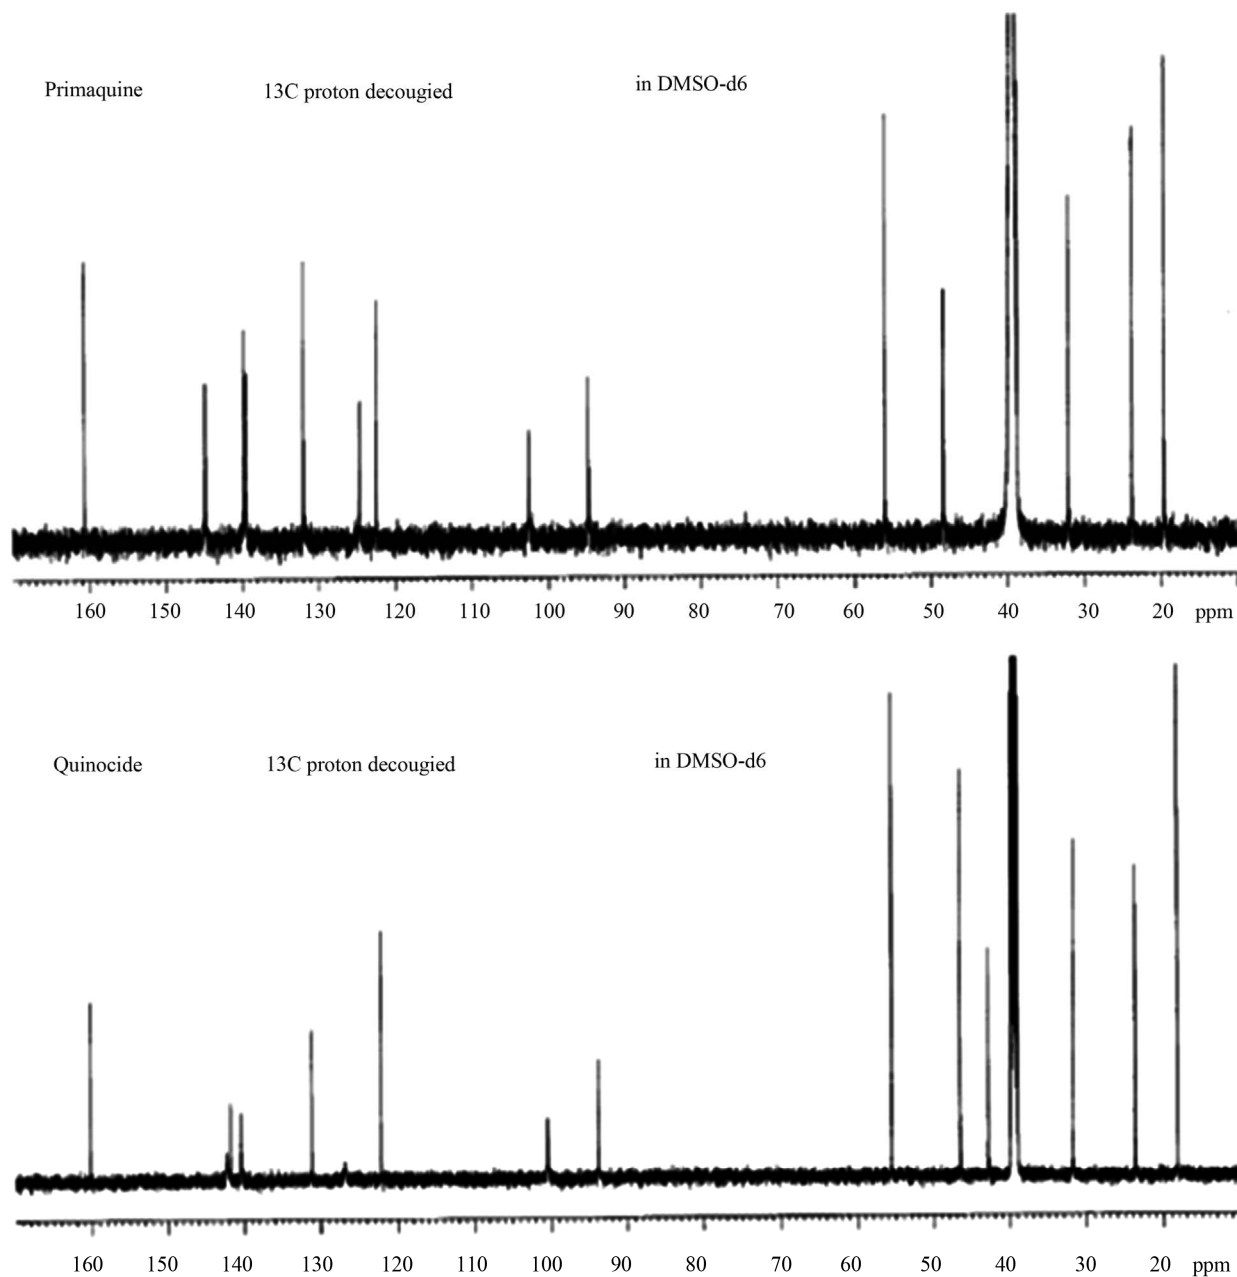 Primaquine 13C proton decougied in DMSO-d6
160 150 140 130 120 110 100 90 80 70 60 50 40 30 20 ppm
Quinocide 13C proton decougied in DMSO-d6
160 150 140 130 120 110 100 90 80 70 60 50 40 30 20 ppm